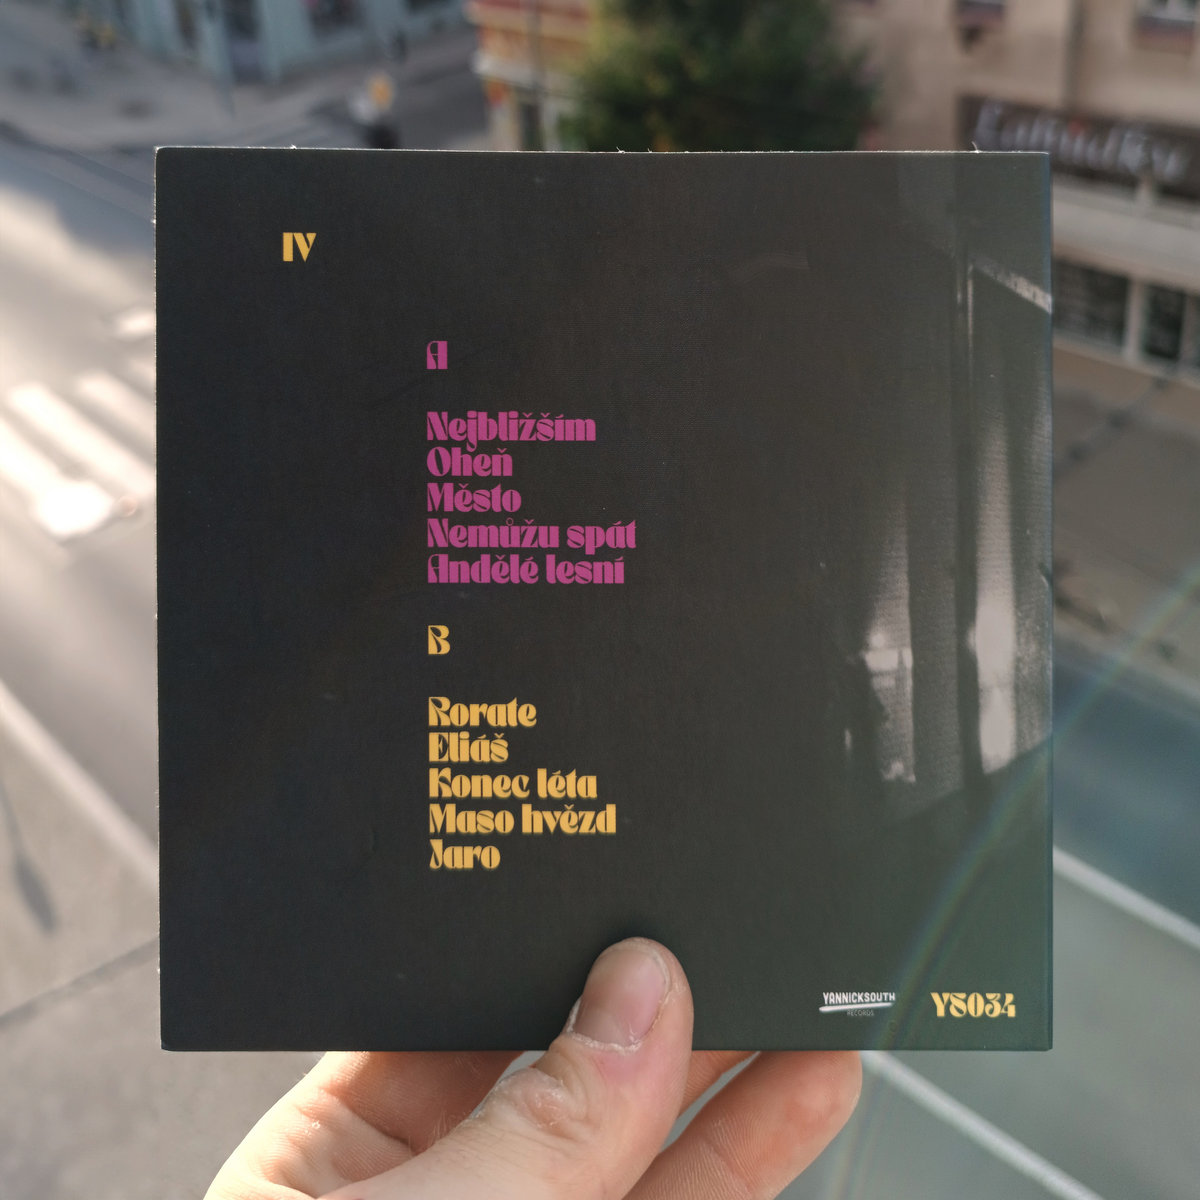 IV
A
Nejbližším
Oheň
Město
Nemůžu spát
Andělé lesní
B
Rorate
Eliáš
Konec léta
Maso hvězd
Jaro
YANNICKSOUTH
RECORDS
YS034